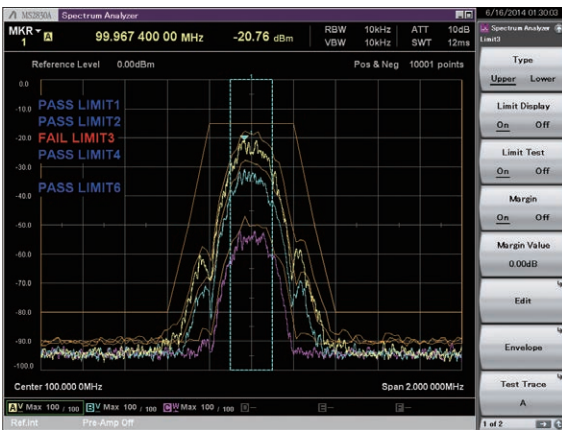 MS2830A Spectrum Analyzer
6/16/2014 01:30:03
MKR
1
99.967 400 00 MHz
-20.76 dBm
RBW 10kHz
VBW 10kHz
ATT 10dB
SWT 12ms
Reference Level 0.00dBm
Pos & Neg 10001 points
0.0
-10.0
-20.0
-30.0
-40.0
-50.0
-60.0
-70.0
-80.0
-90.0
-100.0
PASS LIMIT1
PASS LIMIT2
FAIL LIMIT3
PASS LIMIT4
PASS LIMIT6
Center 100.000 0MHz
Span 2.000 000MHz
A V Max 100 / 100
B V Max 100 / 100
C W Max 100 / 100
Ref.Int
Pre-Amp Off
Spectrum Analyzer
Limit3
Type
Upper Lower
Limit Display
On Off
Limit Test
On Off
Margin
On Off
Margin Value
0.00dB
Edit
Envelope
Test Trace
A
1 of 2